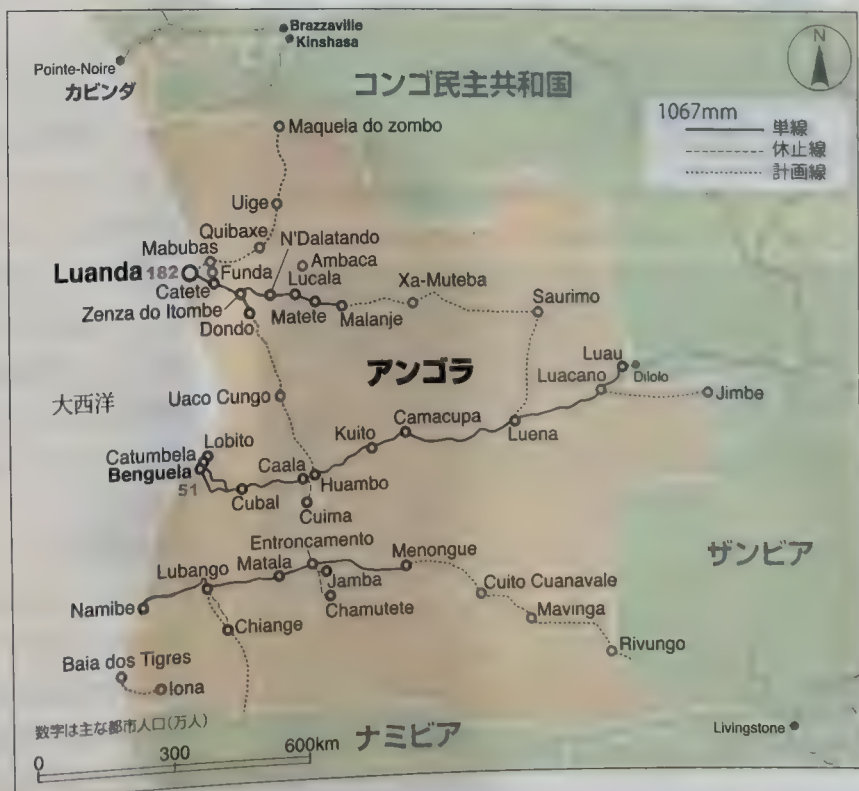 Brazzaville
Kinshasa
Pointe-Noire
カビンダ
コンゴ民主共和国
N
1067mm
単線
休止線
計画線
Maquela do zombo
Uige
Quibaxe
N'Dalatando
Mabubas
Ambaca
Luanda 182
Funda
Lucala
Xa-Muteba
Catete
Saurimo
Zenza do Itombe
Matete
Malanje
Dondo
アンゴラ
Luau
Dilolo
Luacano
大西洋
Uaco Cungo
Jimbe
Camacupa
Kuito
Luena
Lobito
Catumbela
Caala
Benguela
Huambo
51
Cubal
Cuima
Entroncamento
ザンビア
Menongue
Matala
Lubango
Jamba
Cuito Cuanavale
Namibe
Chamutete
Mavinga
Chiange
Rivungo
Baia dos Tigres
Iona
数字は主な都市人口(万人)
ナミビア
Livingstone
0 300 600km